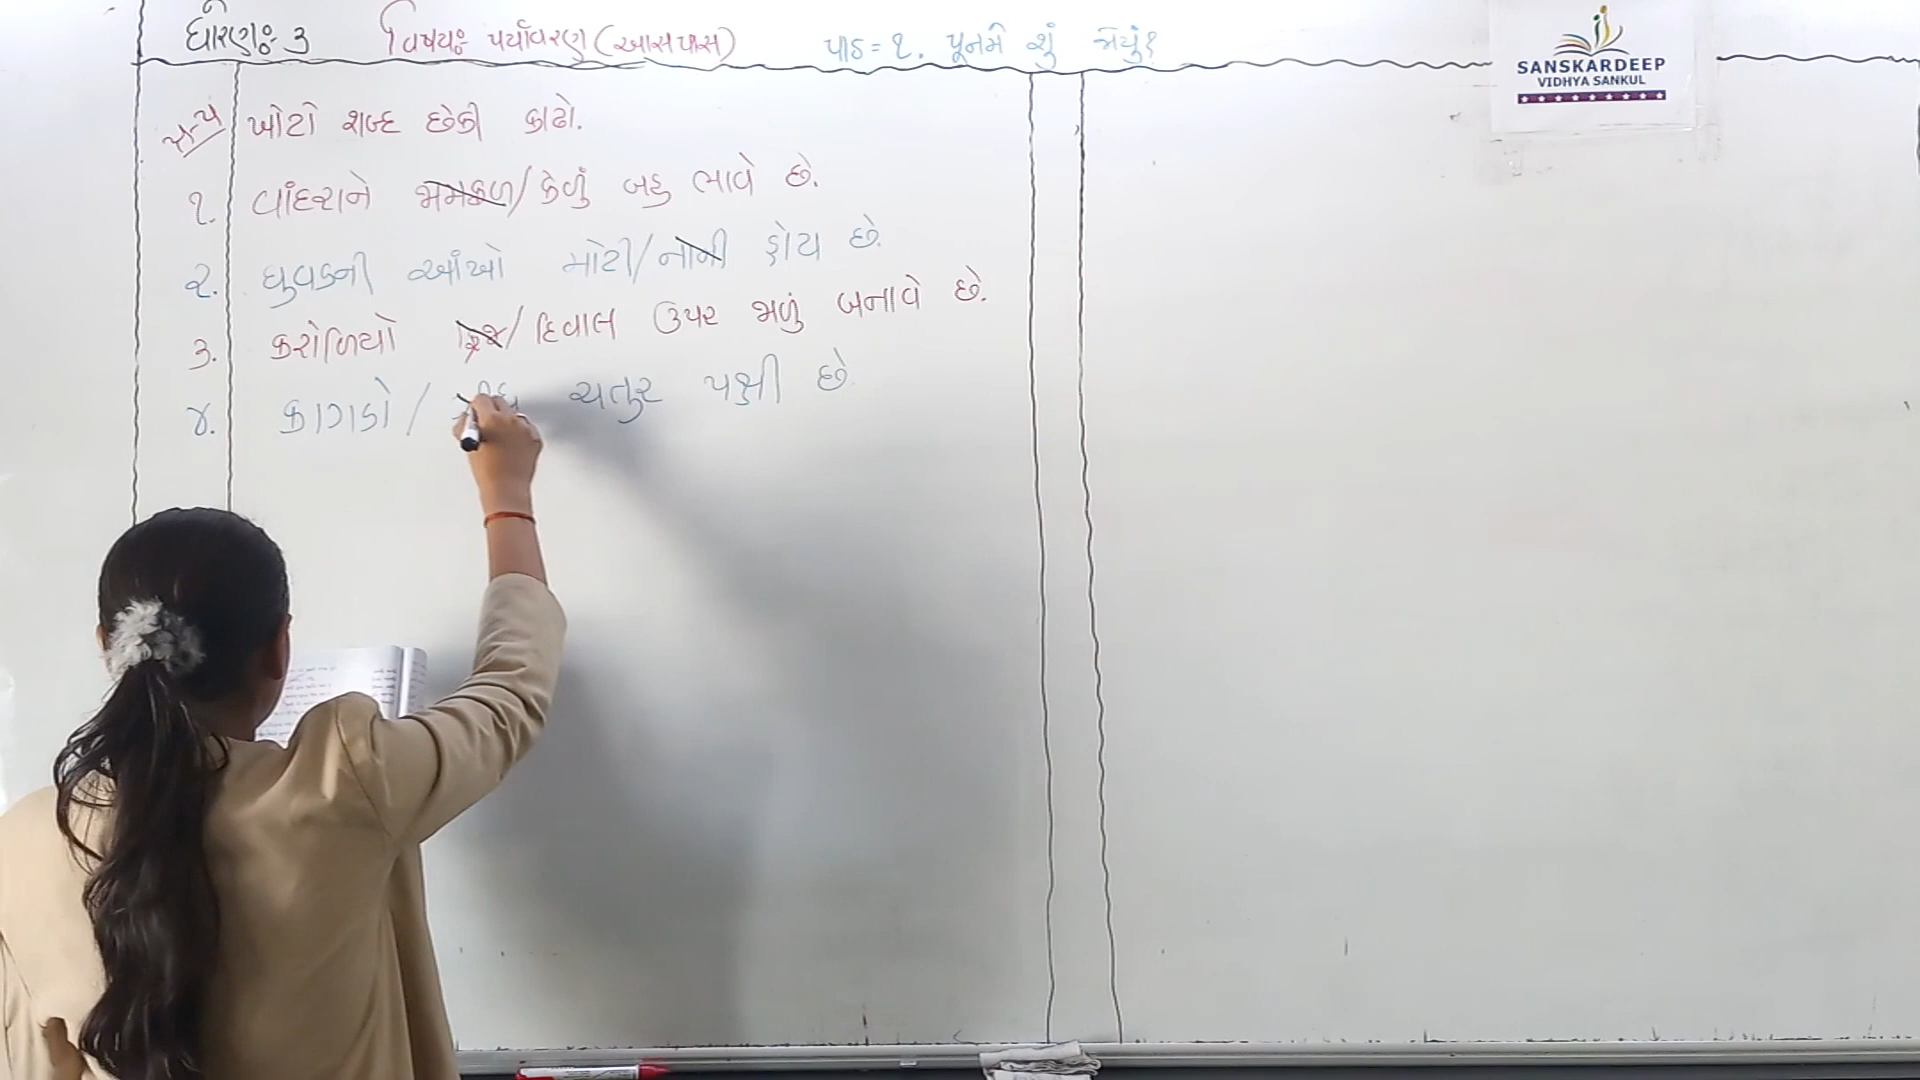 ધોરણઃ ૩ વિષયઃ પર્યાવરણ (આસપાસ) પાઠ = ૧. પૂનમે શું જોયું?
SANSKARDEEP
VIDHYA SANKUL
ખોટો શબ્દ છેકી કાઢો.
૧. વાંદરાને જામફળ/કેળું બહુ ભાવે છે.
૨. ઘુવડની આંખો મોટી/નાની હોય છે.
૩. કરોળિયો ફ્રિજ/દિવાલ ઉપર જાળું બનાવે છે.
૪. કાગડો/ ચતુર પક્ષી છે.